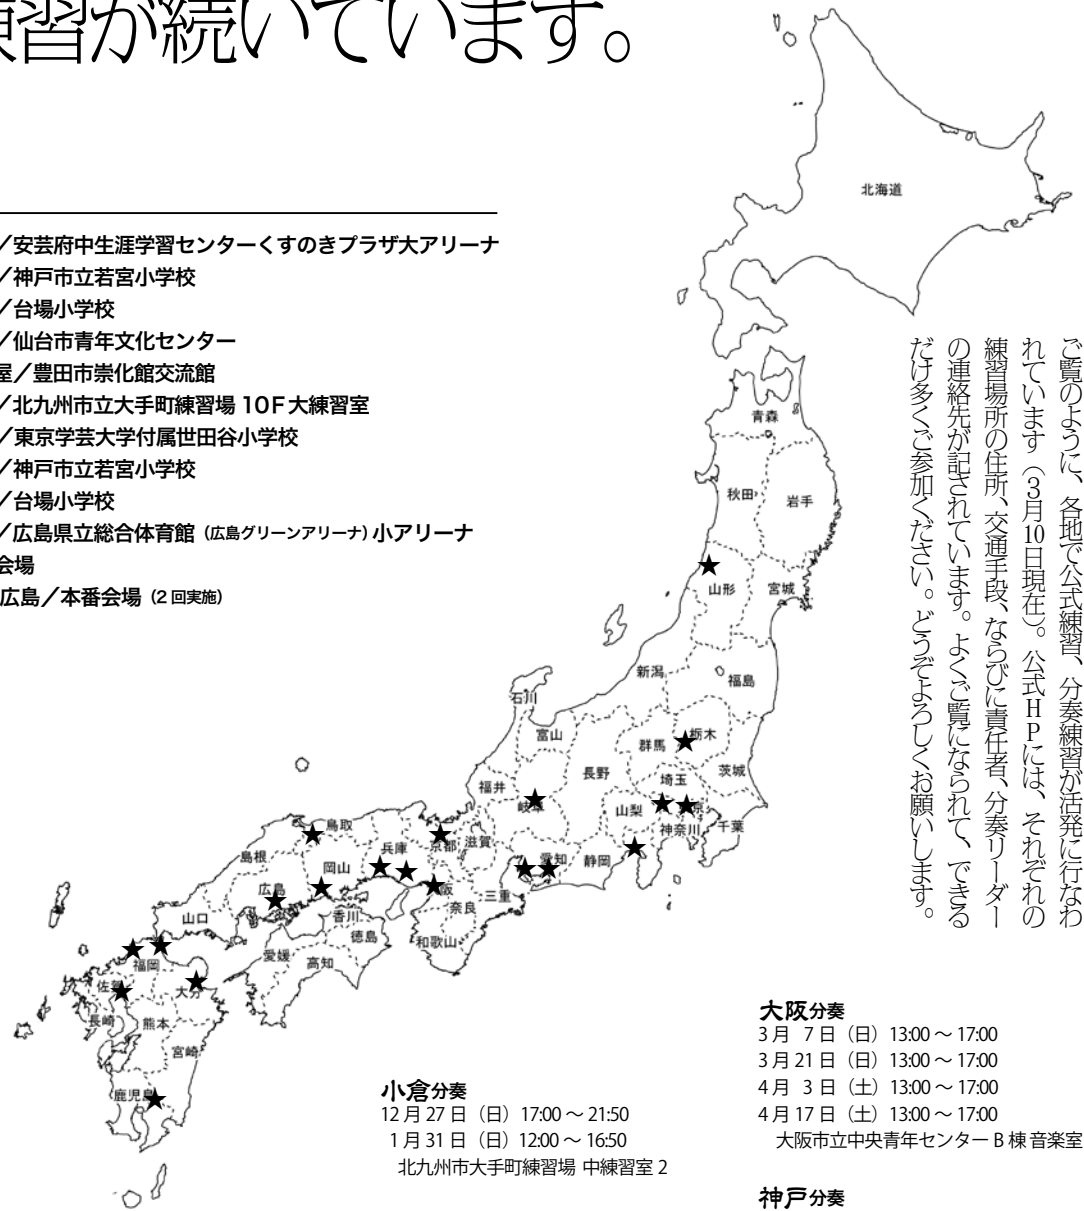 練習が続いています。
／安芸府中生涯学習センターくすのきプラザ大アリーナ
／神戸市立若宮小学校
／台場小学校
／仙台市青年文化センター
屋／豊田市崇化館交流館
／北九州市立大手町練習場 10F大練習室
／東京学芸大学付属世田谷小学校
／神戸市立若宮小学校
／台場小学校
／広島県立総合体育館（広島グリーンアリーナ）小アリーナ
会場
広島／本番会場（2回実施）
ご覧のように、各地で公式練習、分奏練習が活発に行なわ
れています（3月10日現在）。公式HPには、それぞれの
練習場所の住所、交通手段、ならびに責任者、分奏リーダー
の連絡先が記されています。よくご覧になられて、できる
だけ多くご参加ください。どうぞよろしくお願いします。
北海道
青森
秋田
岩手
山形
宮城
新潟
福島
石川
富山
群馬
栃木
長野
埼玉
茨城
福井
岐阜
山梨
東京
神奈川
千葉
鳥取
兵庫
京都
滋賀
愛知
静岡
島根
岡山
広島
大阪
三重
奈良
山口
香川
徳島
和歌山
愛媛
高知
福岡
佐賀
大分
長崎
熊本
宮崎
鹿児島
小倉分奏
12月27日（日）17:00～21:50
1月31日（日）12:00～16:50
北九州市大手町練習場 中練習室2
大阪分奏
3月 7日（日）13:00～17:00
3月21日（日）13:00～17:00
4月 3日（土）13:00～17:00
4月17日（土）13:00～17:00
大阪市立中央青年センター B棟 音楽室
神戸分奏